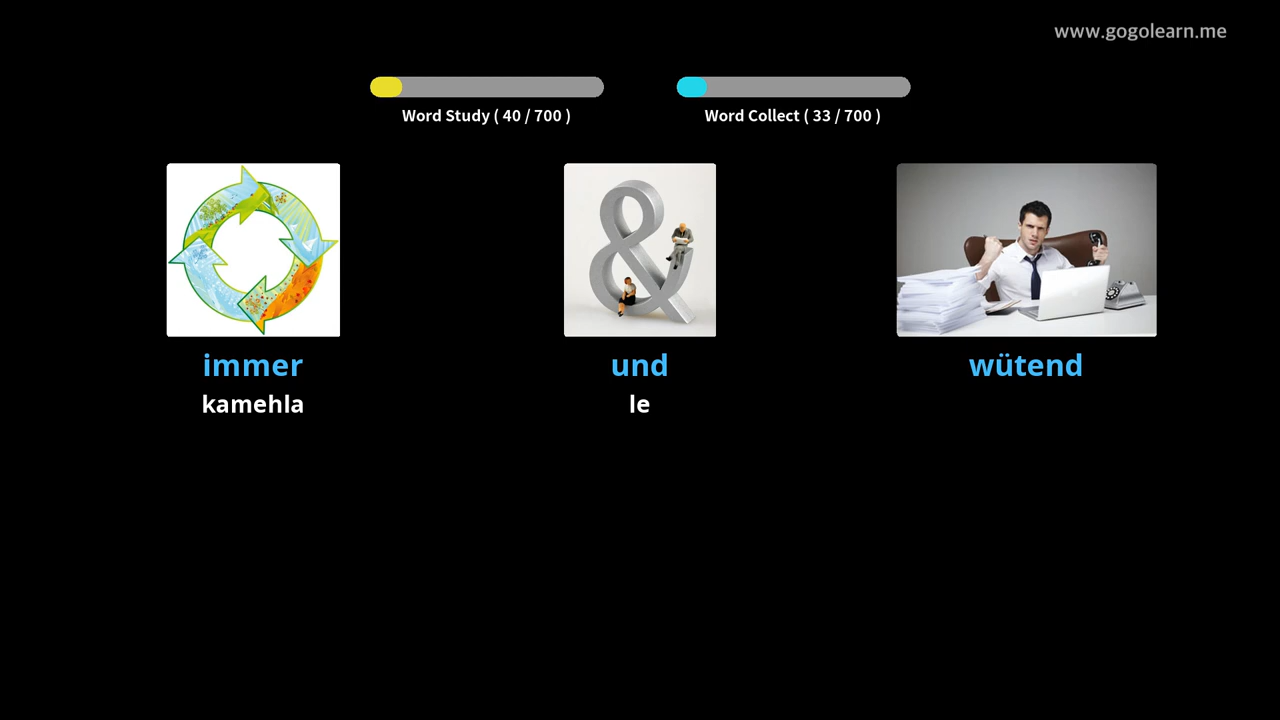 www.gogolearn.me
Word Study ( 40 / 700 )
Word Collect ( 33 / 700 )
immer
kamehla
und
le
wütend